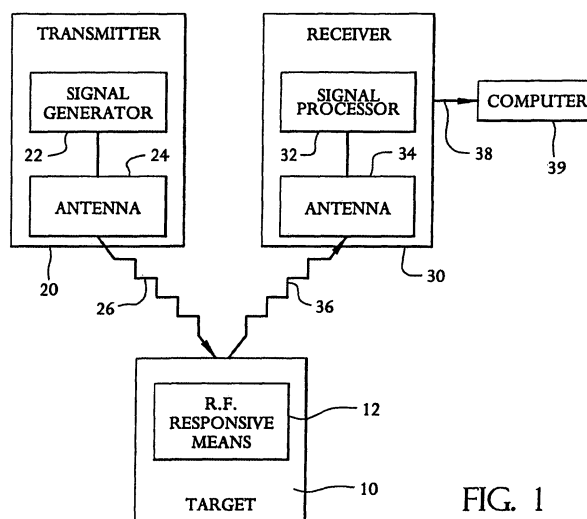 TRANSMITTER
SIGNAL
GENERATOR
22
24
ANTENNA
20
26
RECEIVER
SIGNAL
PROCESSOR
32
34
ANTENNA
30
36
38
COMPUTER
39
R.F.
RESPONSIVE
MEANS
12
10
TARGET
FIG. 1